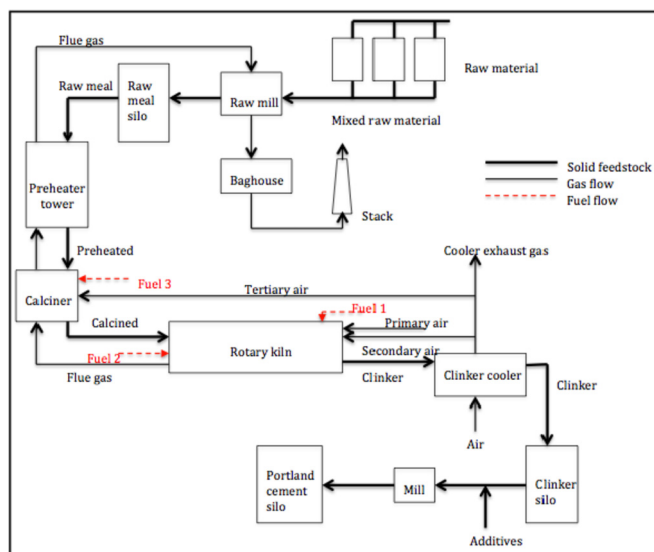 Flue gas
Raw material
Raw meal
Raw
meal
silo
Raw mill
Mixed raw material
Solid feedstock
Gas flow
Fuel flow
Preheater
tower
Baghouse
Stack
Preheated
Cooler exhaust gas
Fuel 3
Calciner
Tertiary air
Fuel 1
Calcined
Primary air
Rotary kiln
Fuel 2
Secondary air
Flue gas
Clinker
Clinker cooler
Clinker
Air
Portland
cement
silo
Mill
Clinker
silo
Additives